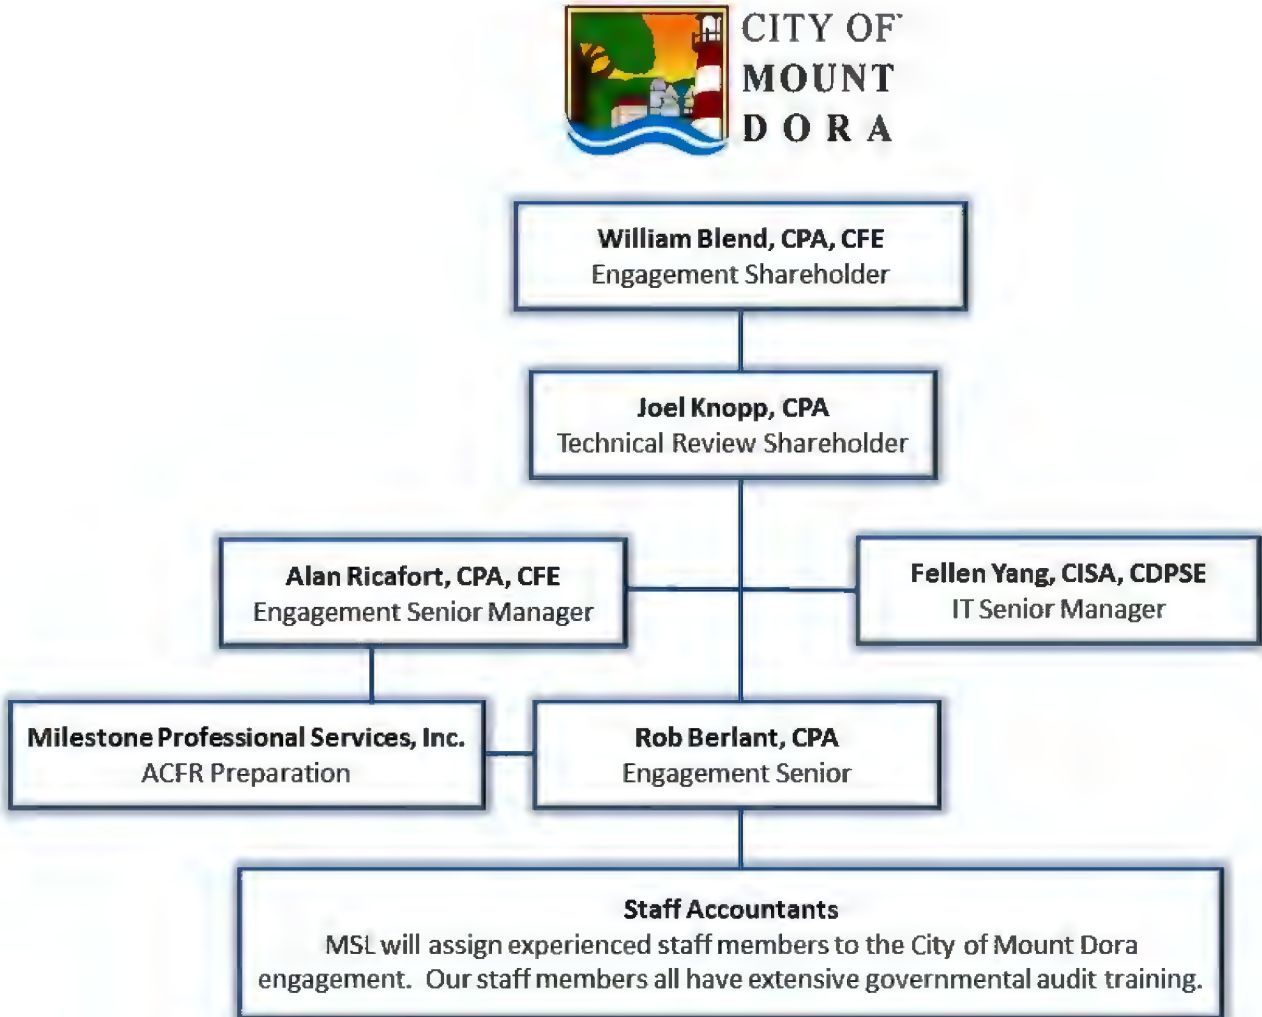 CITY OF
MOUNT
DORA
William Blend, CPA, CFE
Engagement Shareholder
Joel Knopp, CPA
Technical Review Shareholder
Alan Ricafort, CPA, CFE
Engagement Senior Manager
Fellen Yang, CISA, CDPSE
IT Senior Manager
Milestone Professional Services, Inc.
ACFR Preparation
Rob Berlant, CPA
Engagement Senior
Staff Accountants
MSL will assign experienced staff members to the City of Mount Dora
engagement. Our staff members all have extensive governmental audit training.